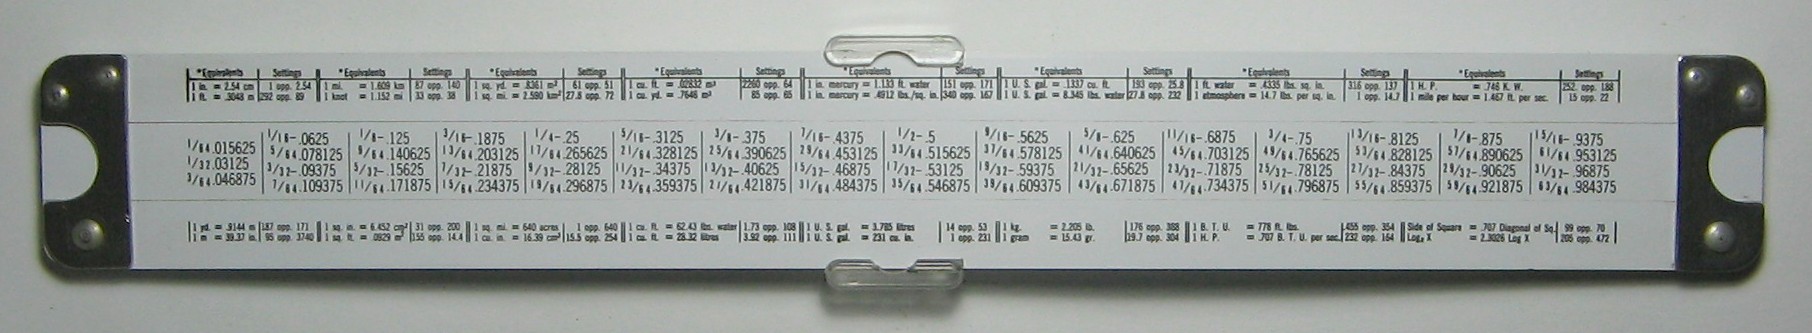 *Equivalents Settings *Equivalents Settings *Equivalents Settings *Equivalents Settings *Equivalents Settings *Equivalents Settings *Equivalents Settings *Equivalents Settings
1 in. = 2.54 cm 1 opp. 2.54 1 mi. = 1.609 km 87 opp. 140 1 sq. yd. = .8361 m² 61 opp. 51 1 cu. ft. = .02832 m³ 2260 opp. 64 1 in. mercury = 1.133 ft. water 151 opp. 171 1 U. S. gal. = .1337 cu. ft. 193 opp. 25.8 1 ft. water = .4335 lbs. sq. in. 316 opp. 137 1 H. P. = .746 K. W. 252 opp. 188
1 ft. = .3048 m 292 opp. 89 1 knot = 1.152 mi 33 opp. 38 1 sq. mi. = 2.590 km² 27.8 opp. 72 1 cu. yd. = .7646 m³ 85 opp. 65 1 in. mercury = .4912 lbs./sq. in. 340 opp. 167 1 U. S. gal. = 8.345 lbs. water 27.8 opp. 232 1 atmosphere = 14.7 lbs. per sq. in. 1 opp. 14.7 1 mile per hour = 1.467 ft. per sec. 15 opp. 22
1/16-.0625 1/8-.125 3/16-.1875 1/4-.25 5/16-.3125 3/8-.375 7/16-.4375 1/2-.5 9/16-.5625 5/8-.625 11/16-.6875 3/4-.75 13/16-.8125 7/8-.875 15/16-.9375
1/64.015625 5/64.078125 9/64.140625 13/64.203125 17/64.265625 21/64.328125 25/64.390625 29/64.453125 33/64.515625 37/64.578125 41/64.640625 45/64.703125 49/64.765625 53/64.828125 57/64.890625 61/64.953125
1/32.03125 3/32-.09375 5/32-.15625 7/32-.21875 9/32-.28125 11/32-.34375 13/32-.40625 15/32-.46875 17/32-.53125 19/32-.59375 21/32-.65625 23/32-.71875 25/32-.78125 27/32-.84375 29/32-.90625 31/32-.96875
3/64.046875 7/64.109375 11/64.171875 15/64.234375 19/64.296875 23/64.359375 27/64.421875 31/64.484375 35/64.546875 39/64.609375 43/64.671875 47/64.734375 51/64.796875 55/64.859375 59/64.921875 63/64.984375
1 yd. = .9144 m 187 opp. 171 1 sq. in. = 6.452 cm² 31 opp. 200 1 sq. mi. = 640 acres 1 opp. 640 1 cu. ft. = 62.43 lbs. water 1.73 opp. 108 1 U. S. gal. = 3.785 litres 14 opp. 53 1 kg. = 2.205 lb. 176 opp. 388 1 B. T. U. = 778 ft. lbs. .455 opp. 354 Side of Square = .707 Diagonal of Sq. 99 opp. 70
1 m = 39.37 in. 95 opp. 3740 1 sq. ft. = .0929 m² 155 opp. 14.4 1 cu. in. = 16.39 cm³ 15.5 opp. 254 1 cu. ft. = 28.32 litres 3.92 opp. 111 1 U. S. gal. = 231 cu. in. 1 opp. 231 1 gram = 15.43 gr. 19.7 opp. 304 1 H. P. = .707 B. T. U. per sec. 232 opp. 164 Logₑ X = 2.3026 Log X 205 opp. 472